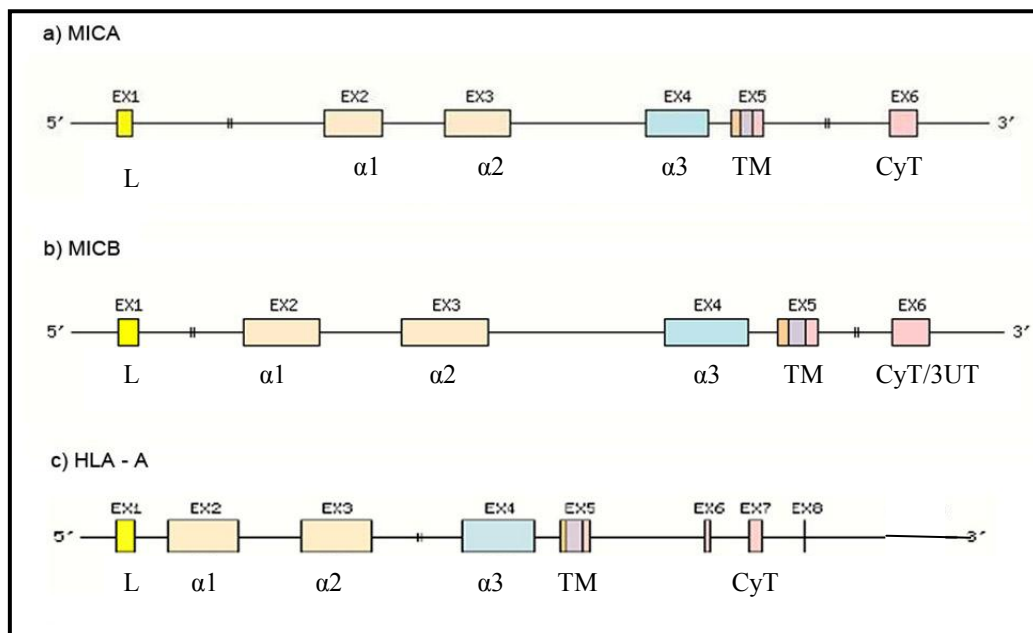 a) MICA
EX1 EX2 EX3 EX4 EX5 EX6
5′ 3′
L α1 α2 α3 TM CyT
b) MICB
EX1 EX2 EX3 EX4 EX5 EX6
5′ 3′
L α1 α2 α3 TM CyT/3UT
c) HLA - A
EX1 EX2 EX3 EX4 EX5 EX6 EX7 EX8
5′ 3′
L α1 α2 α3 TM CyT